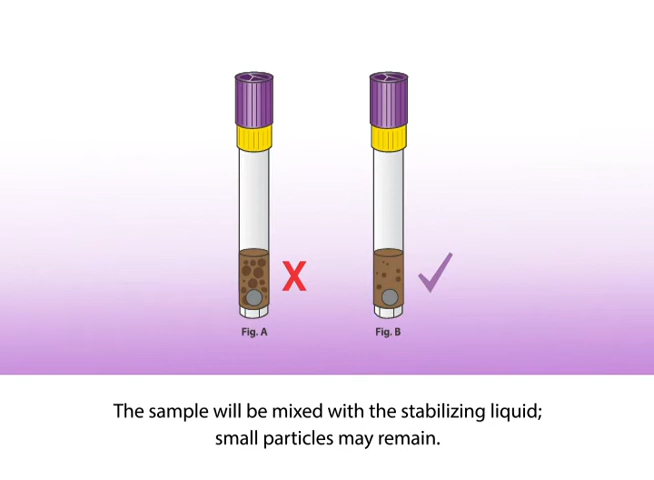 X
Fig. A
Fig. B
The sample will be mixed with the stabilizing liquid;
small particles may remain.